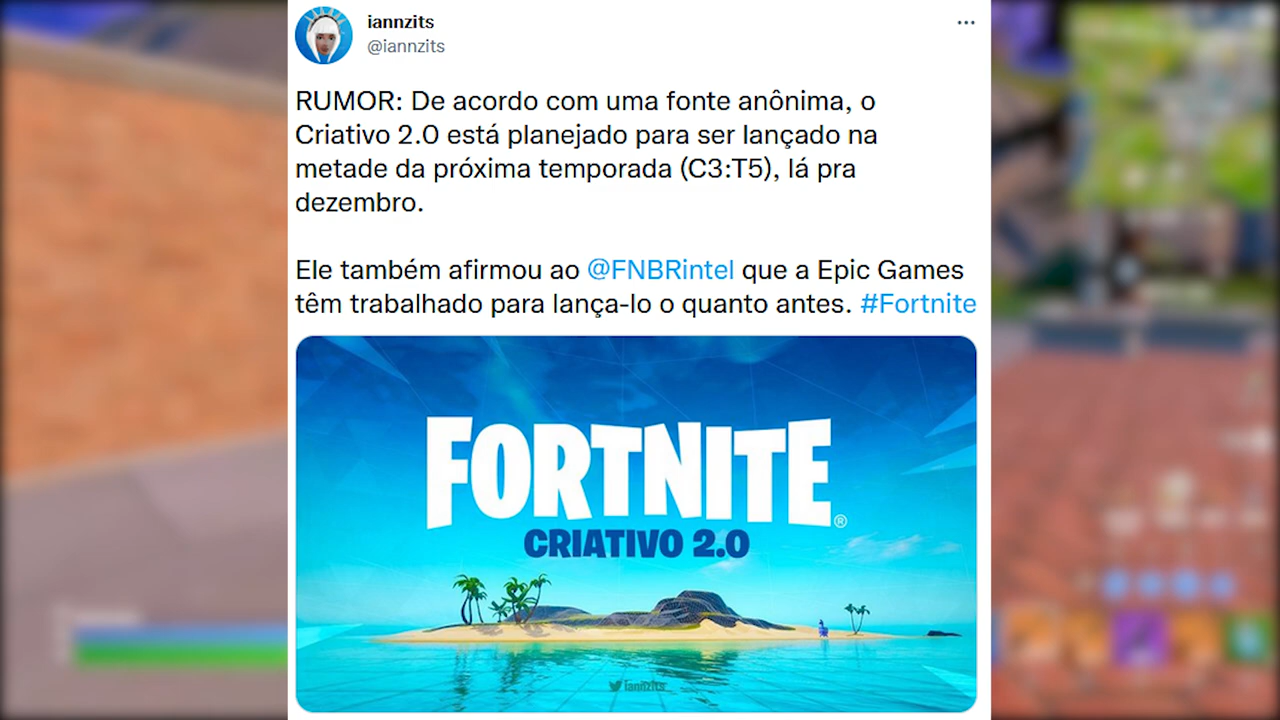 iannzits
@iannzits
RUMOR: De acordo com uma fonte anônima, o
Criativo 2.0 está planejado para ser lançado na
metade da próxima temporada (C3:T5), lá pra
dezembro.
Ele também afirmou ao @FNBRintel que a Epic Games
têm trabalhado para lança-lo o quanto antes. #Fortnite
FORTNITE®
CRIATIVO 2.0
iannzits